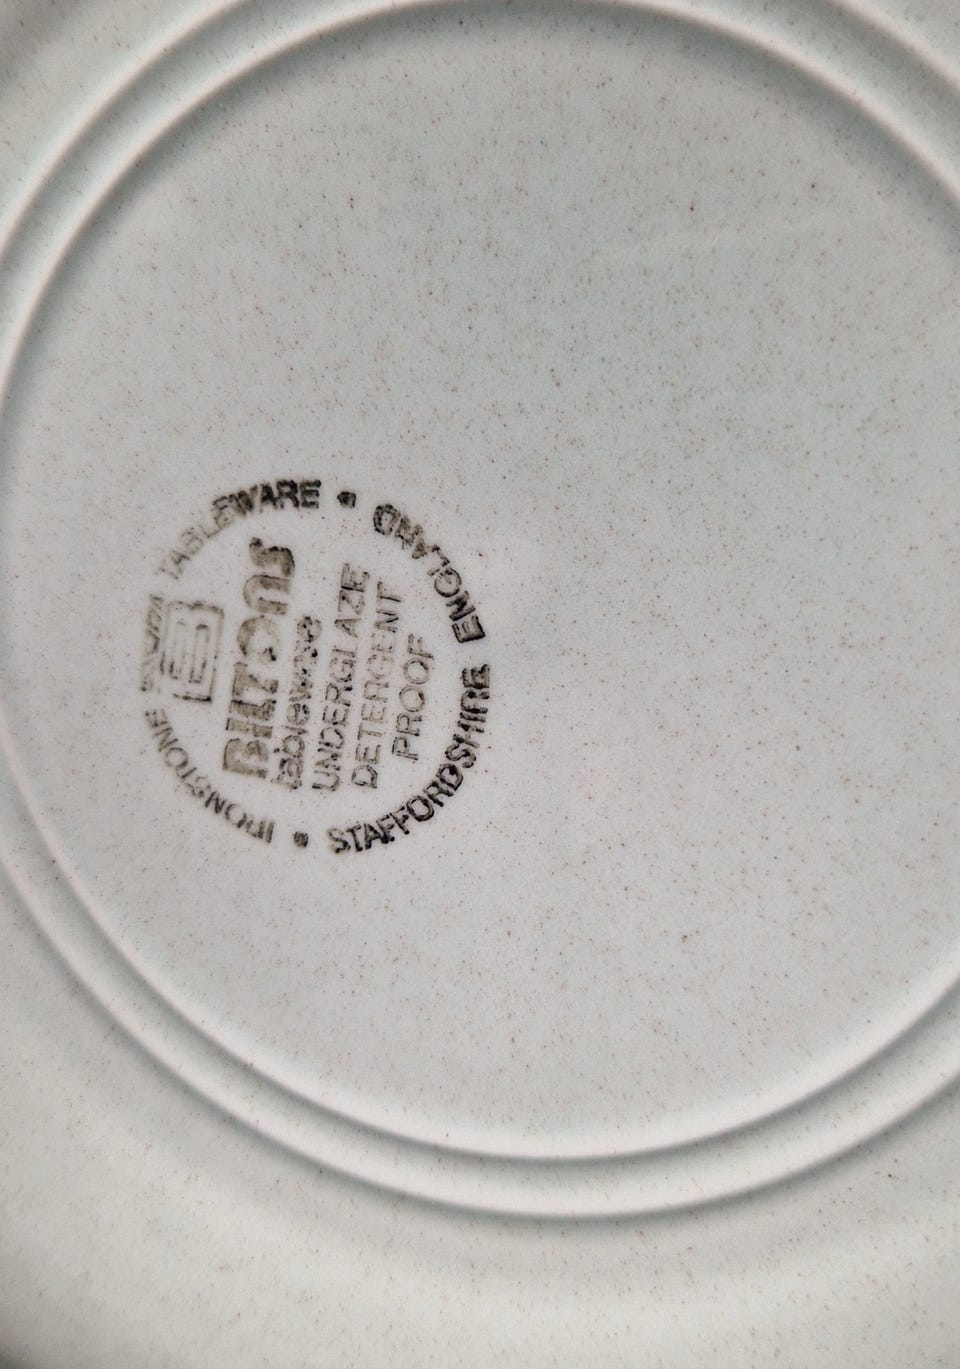 IRONSTONE TABLEWARE
B
BILTONS
tableware
UNDERGLAZE
DETERGENT
PROOF
STAFFORDSHIRE ENGLAND